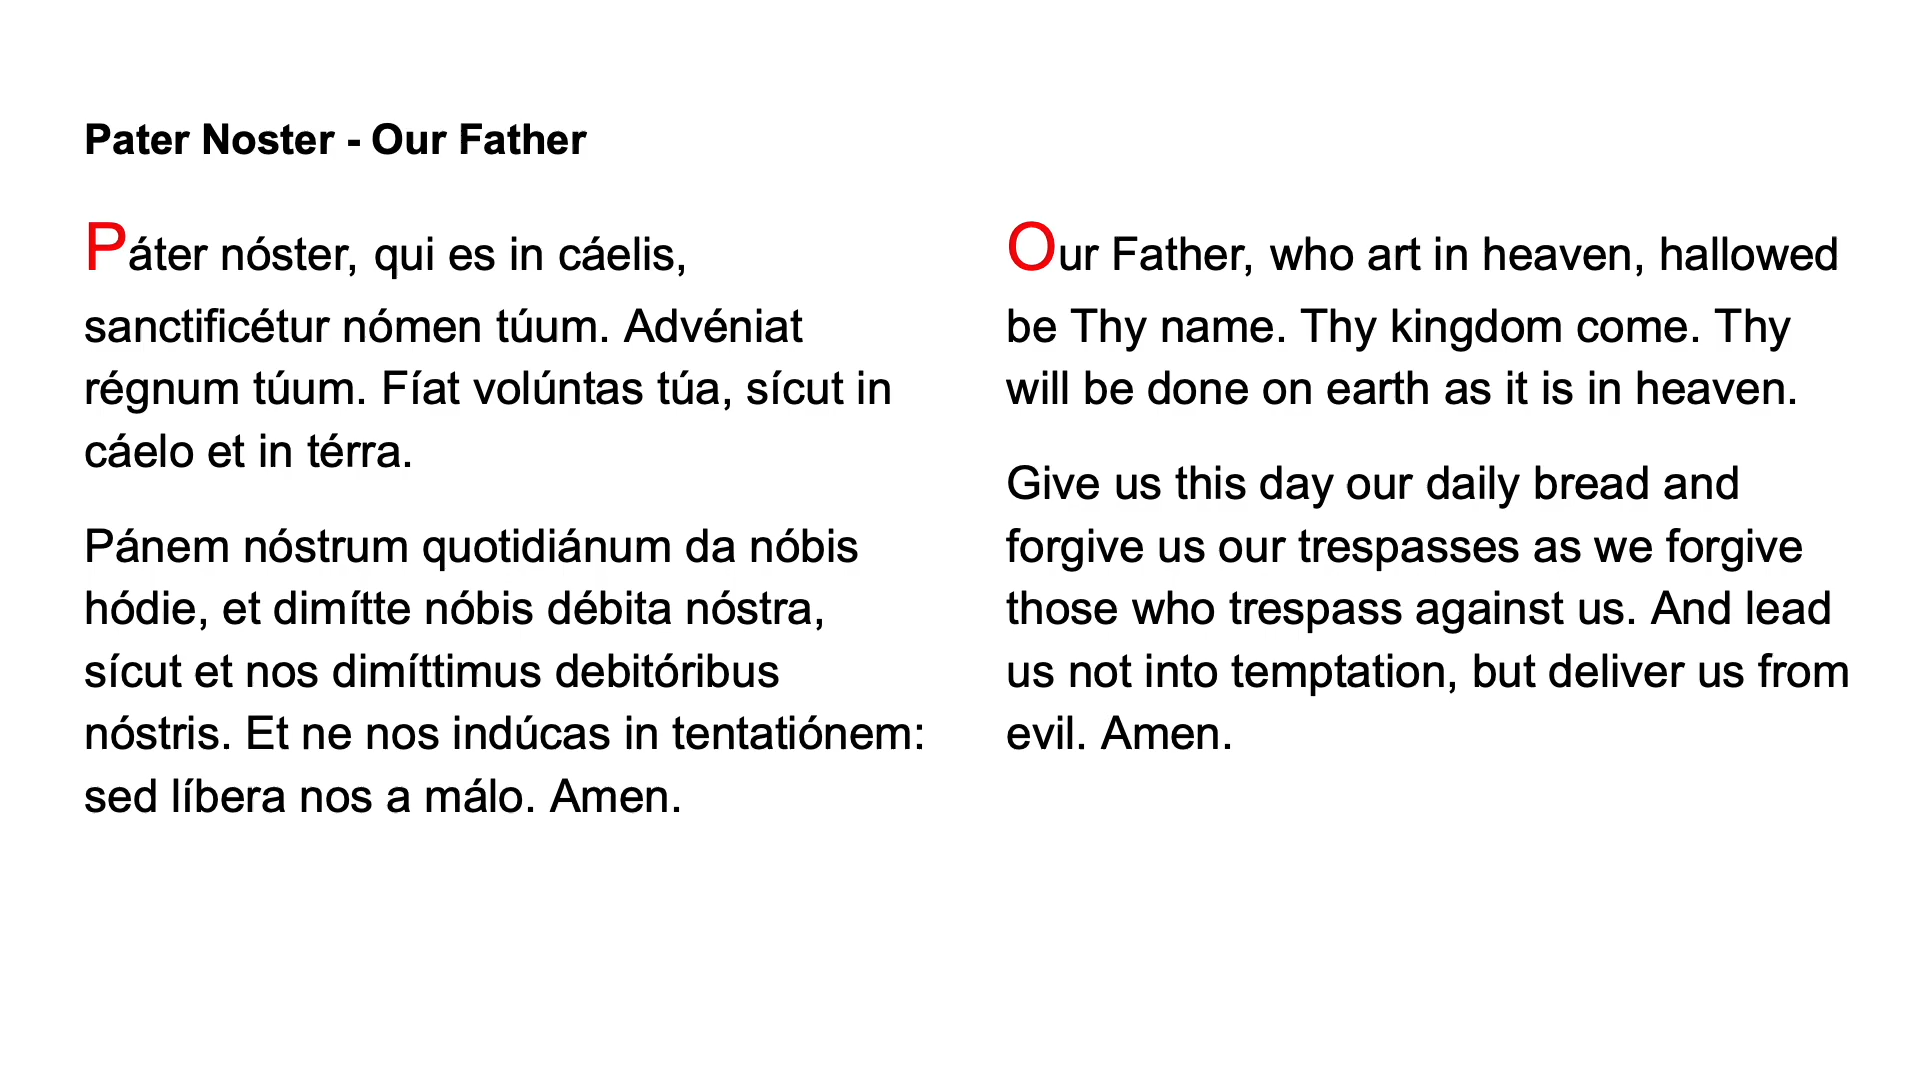 Pater Noster - Our Father
Páter nóster, qui es in cáelis,
sanctificétur nómen túum. Advéniat
régnum túum. Fíat volúntas túa, sícut in
cáelo et in térra.
Pánem nóstrum quotidiánum da nóbis
hódie, et dimítte nóbis débita nóstra,
sícut et nos dimíttimus debitóribus
nóstris. Et ne nos indúcas in tentatiónem:
sed líbera nos a málo. Amen.
Our Father, who art in heaven, hallowed
be Thy name. Thy kingdom come. Thy
will be done on earth as it is in heaven.
Give us this day our daily bread and
forgive us our trespasses as we forgive
those who trespass against us. And lead
us not into temptation, but deliver us from
evil. Amen.